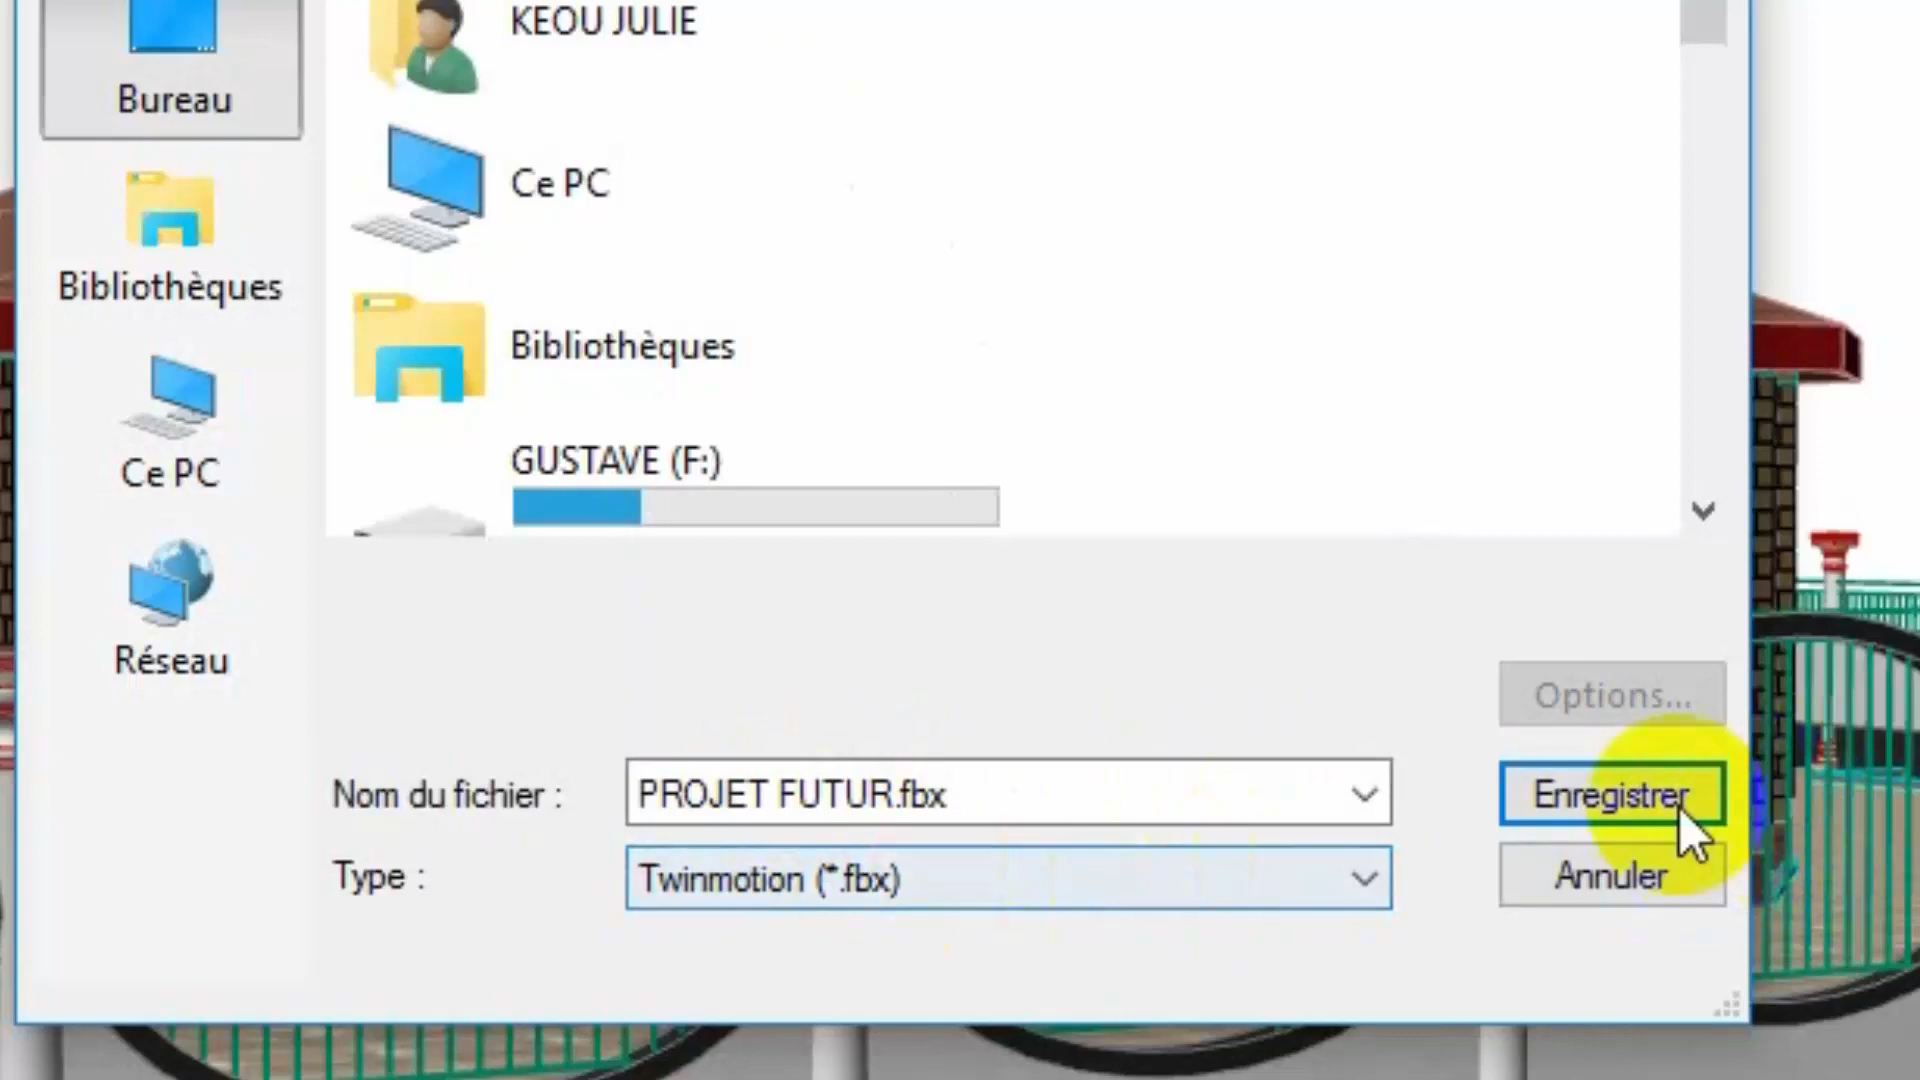 Bureau
Bibliothèques
Ce PC
Réseau
KEOU JULIE
Ce PC
Bibliothèques
GUSTAVE (F:)
Options...
Nom du fichier :
PROJET FUTUR.fbx
Enregistrer
Type :
Twinmotion (*.fbx)
Annuler